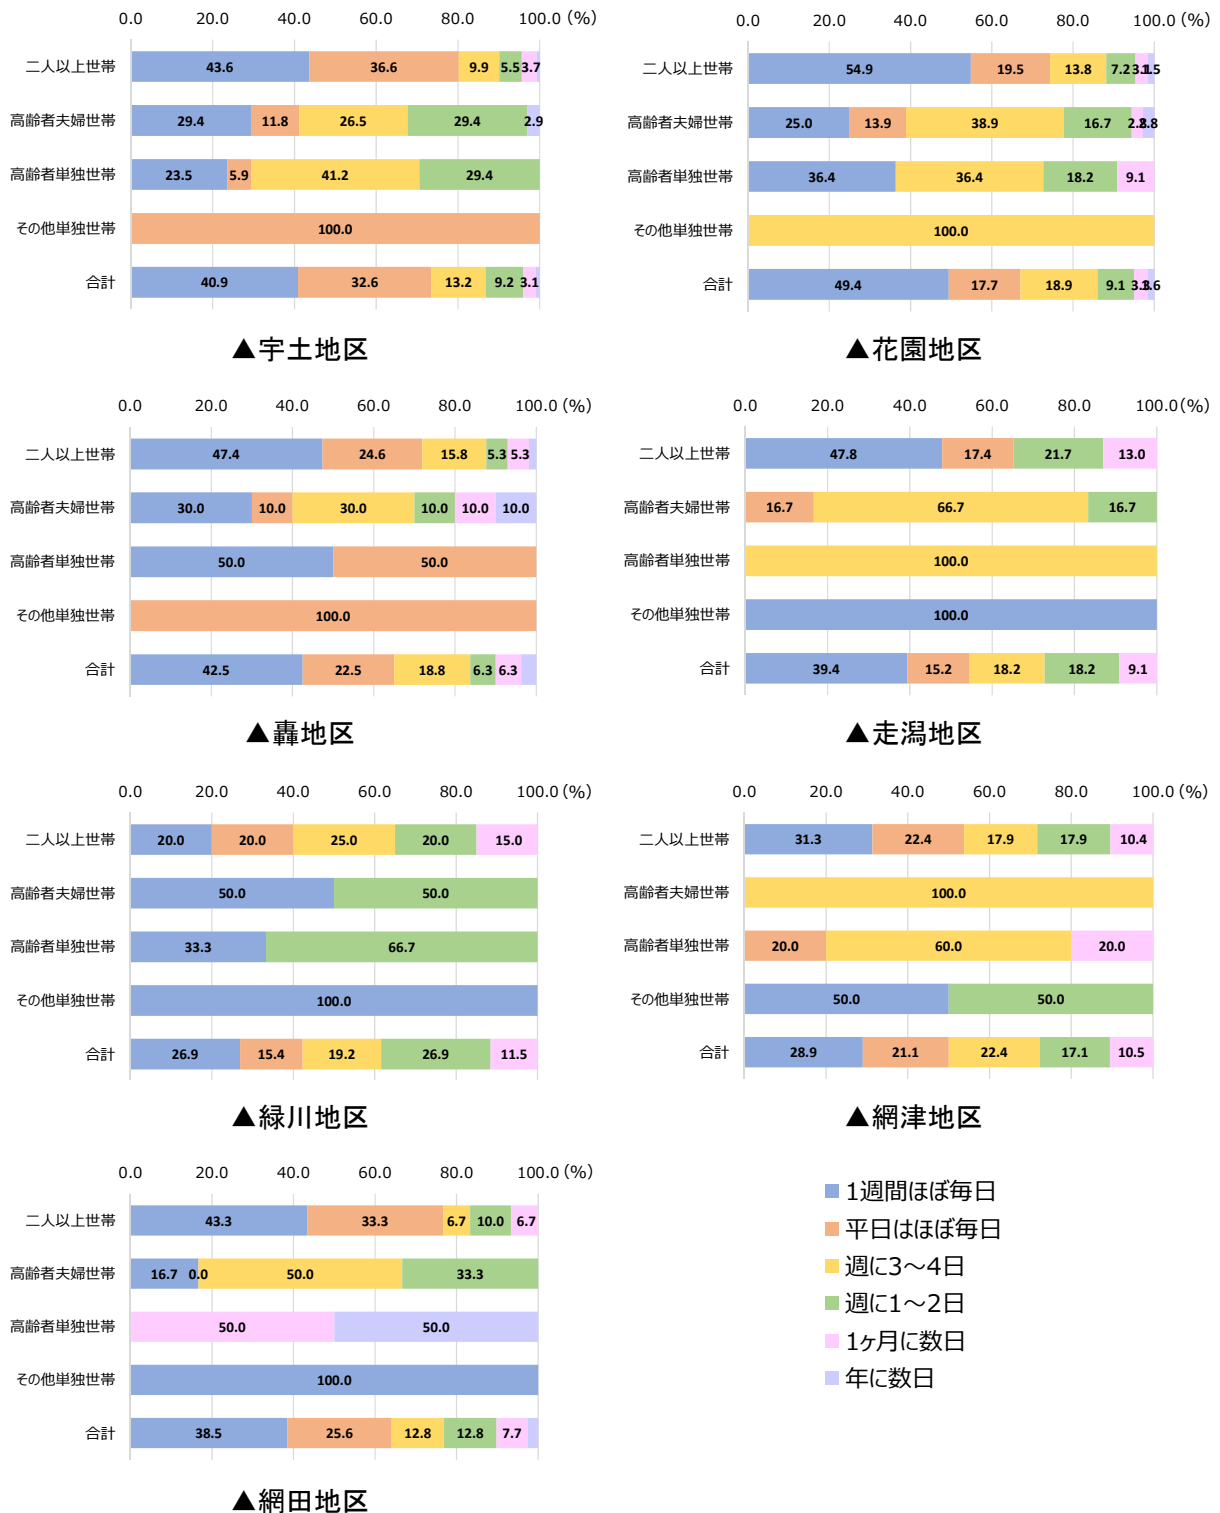 0.0 20.0 40.0 60.0 80.0 100.0 (%)
二人以上世帯 43.6 36.6 9.9 5.5 3.7
高齢者夫婦世帯 29.4 11.8 26.5 29.4 2.9
高齢者単独世帯 23.5 5.9 41.2 29.4
その他単独世帯 100.0
合計 40.9 32.6 13.2 9.2 3.1
▲宇土地区
0.0 20.0 40.0 60.0 80.0 100.0 (%)
二人以上世帯 54.9 19.5 13.8 7.2 3.1 1.5
高齢者夫婦世帯 25.0 13.9 38.9 16.7 2.8 2.8
高齢者単独世帯 36.4 36.4 18.2 9.1
その他単独世帯 100.0
合計 49.4 17.7 18.9 9.1 3.3 1.6
▲花園地区
0.0 20.0 40.0 60.0 80.0 100.0 (%)
二人以上世帯 47.4 24.6 15.8 5.3 5.3
高齢者夫婦世帯 30.0 10.0 30.0 10.0 10.0 10.0
高齢者単独世帯 50.0 50.0
その他単独世帯 100.0
合計 42.5 22.5 18.8 6.3 6.3
▲轟地区
0.0 20.0 40.0 60.0 80.0 100.0 (%)
二人以上世帯 47.8 17.4 21.7 13.0
高齢者夫婦世帯 16.7 66.7 16.7
高齢者単独世帯 100.0
その他単独世帯 100.0
合計 39.4 15.2 18.2 18.2 9.1
▲走潟地区
0.0 20.0 40.0 60.0 80.0 100.0 (%)
二人以上世帯 20.0 20.0 25.0 20.0 15.0
高齢者夫婦世帯 50.0 50.0
高齢者単独世帯 33.3 66.7
その他単独世帯 100.0
合計 26.9 15.4 19.2 26.9 11.5
▲緑川地区
0.0 20.0 40.0 60.0 80.0 100.0 (%)
二人以上世帯 31.3 22.4 17.9 17.9 10.4
高齢者夫婦世帯 100.0
高齢者単独世帯 20.0 60.0 20.0
その他単独世帯 50.0 50.0
合計 28.9 21.1 22.4 17.1 10.5
▲網津地区
0.0 20.0 40.0 60.0 80.0 100.0 (%)
二人以上世帯 43.3 33.3 6.7 10.0 6.7
高齢者夫婦世帯 16.7 0.0 50.0 33.3
高齢者単独世帯 50.0 50.0
その他単独世帯 100.0
合計 38.5 25.6 12.8 12.8 7.7
▲網田地区
1週間ほぼ毎日
平日はほぼ毎日
週に3～4日
週に1～2日
1ヶ月に数日
年に数日